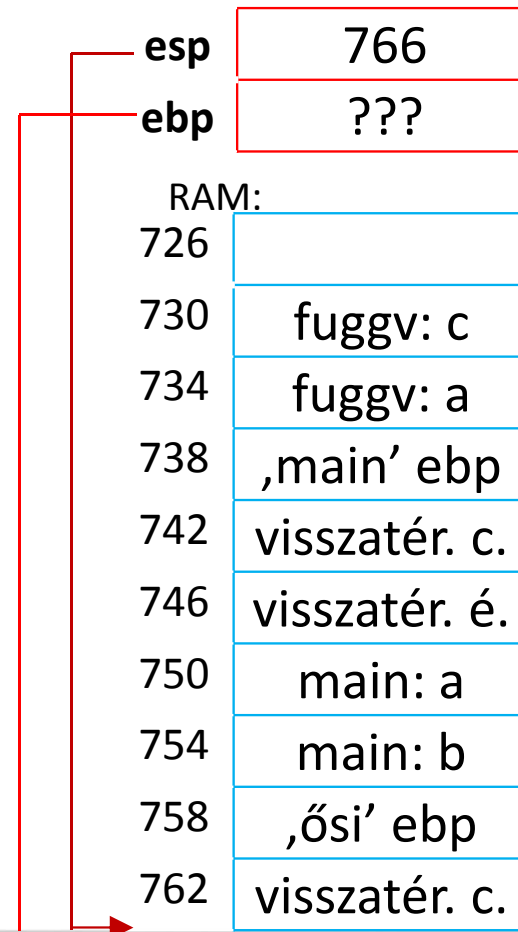 esp 766
ebp ???
RAM:
726
730 fuggv: c
734 fuggv: a
738 ‚main’ ebp
742 visszatér. c.
746 visszatér. é.
750 main: a
754 main: b
758 ‚ősi’ ebp
762 visszatér. c.